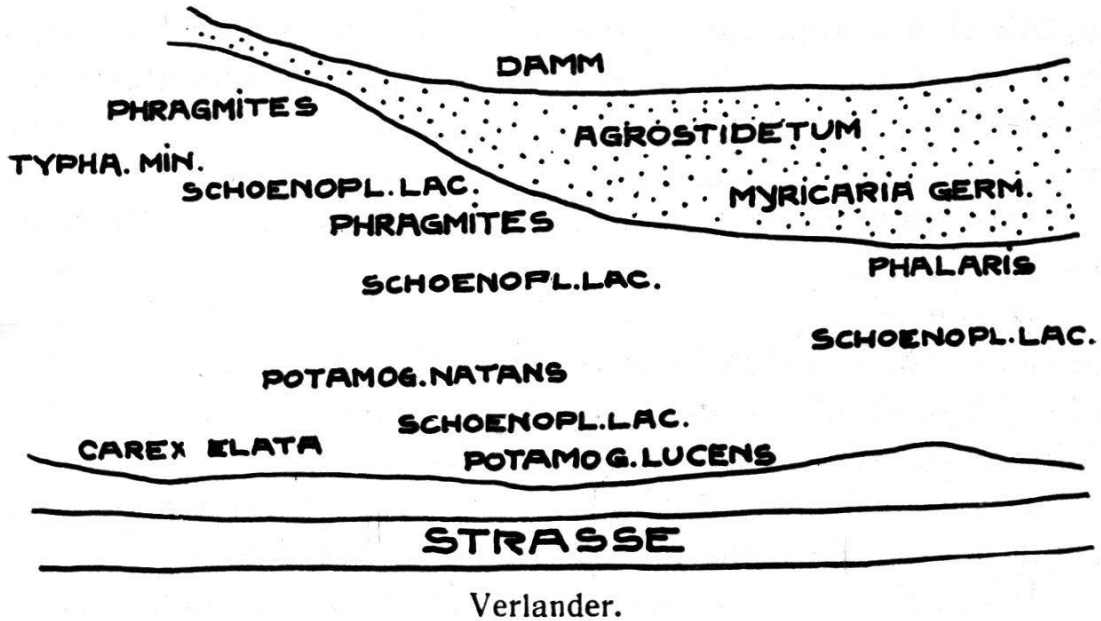 DAMM
PHRAGMITES
AGROSTIDETUM
TYPHA. MIN.
SCHOENOPL.LAC.
MYRICARIA GERM.
PHRAGMITES
PHALARIS
SCHOENOPL.LAC.
SCHOENOPL.LAC.
POTAMOG.NATANS
SCHOENOPL.LAC.
CAREX ELATA
POTAMOG.LUCENS
STRASSE
Verlander.